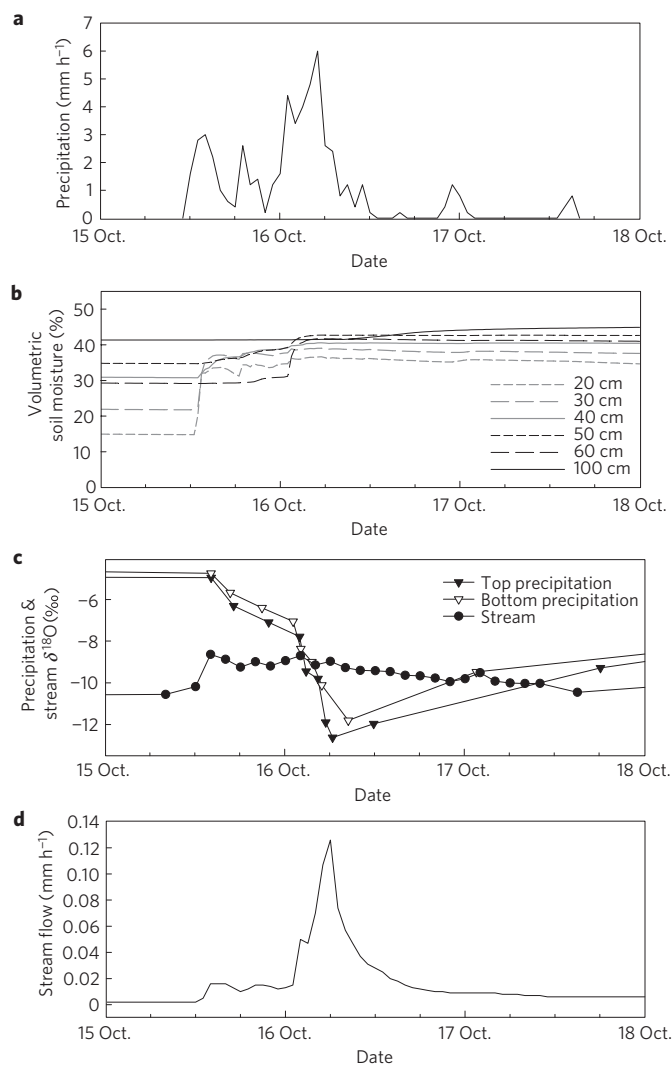 a
Precipitation (mm h⁻¹)
7
6
5
4
3
2
1
0
15 Oct.
16 Oct.
17 Oct.
18 Oct.
Date
b
Volumetric
soil moisture (%)
50
40
30
20
10
0
20 cm
30 cm
40 cm
50 cm
60 cm
100 cm
15 Oct.
16 Oct.
17 Oct.
18 Oct.
Date
c
Precipitation &
stream δ¹⁸O(‰)
−6
−8
−10
−12
Top precipitation
Bottom precipitation
Stream
15 Oct.
16 Oct.
17 Oct.
18 Oct.
Date
d
Stream flow (mm h⁻¹)
0.14
0.12
0.10
0.08
0.06
0.04
0.02
0
15 Oct.
16 Oct.
17 Oct.
18 Oct.
Date